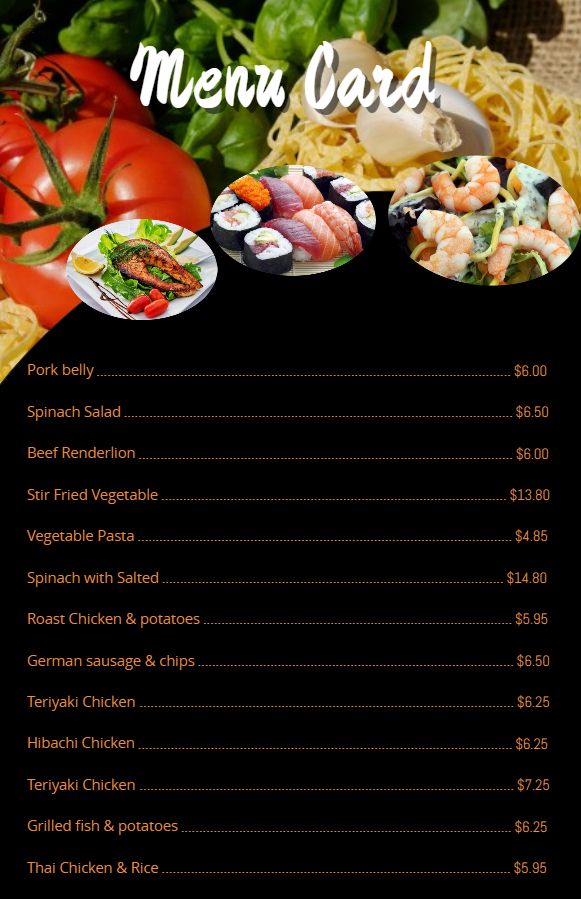 Menu Card
Pork belly $6.00
Spinach Salad $6.50
Beef Renderlion $6.00
Stir Fried Vegetable $13.80
Vegetable Pasta $4.85
Spinach with Salted $14.80
Roast Chicken & potatoes $5.95
German sausage & chips $6.50
Teriyaki Chicken $6.25
Hibachi Chicken $6.25
Teriyaki Chicken $7.25
Grilled fish & potatoes $6.25
Thai Chicken & Rice $5.95